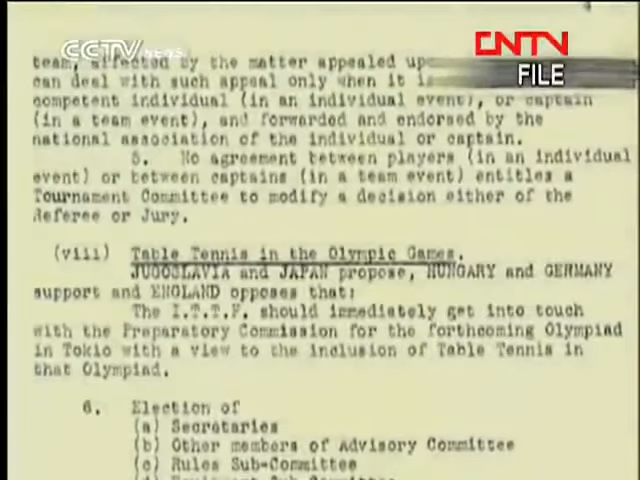 CCTV NEWS
CNTV
FILE
team, affected by the matter appealed
can deal with such appeal only when it
competent individual (in an individual event), or captain
(in a team event), and forwarded and endorsed by the
national association of the individual or captain.
5. No agreement between players (in an individual
event) or between captains (in a team event) entitles a
Tournament Committee to modify a decision either of the
Referee or Jury.
(viii) Table Tennis in the Olympic Games.
JUGOSLAVIA and JAPAN propose, HUNGARY and GERMANY
support and ENGLAND opposes that:
The I.T.T.F. should immediately get into touch
with the Preparatory Commission for the forthcoming Olympiad
in Tokio with a view to the inclusion of Table Tennis in
that Olympiad.
6. Election of
(a) Secretaries
(b) Other members of Advisory Committee
(c) Rules Sub-Committee